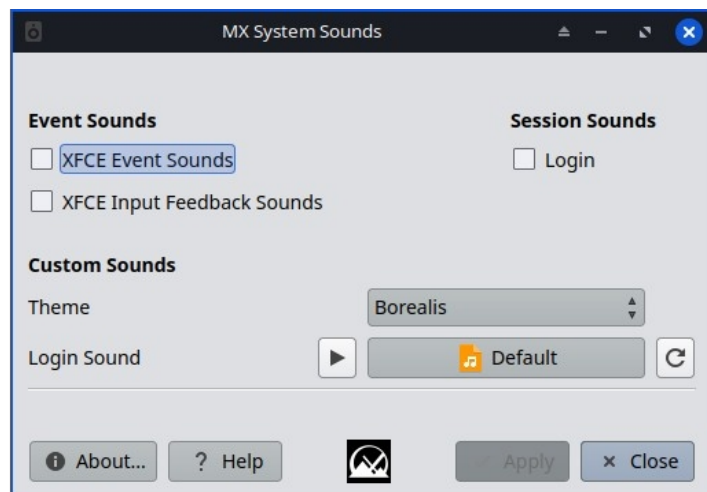 MX System Sounds
Event Sounds
Session Sounds
XFCE Event Sounds
Login
XFCE Input Feedback Sounds
Custom Sounds
Theme
Borealis
Login Sound
Default
About...
? Help
Apply
Close